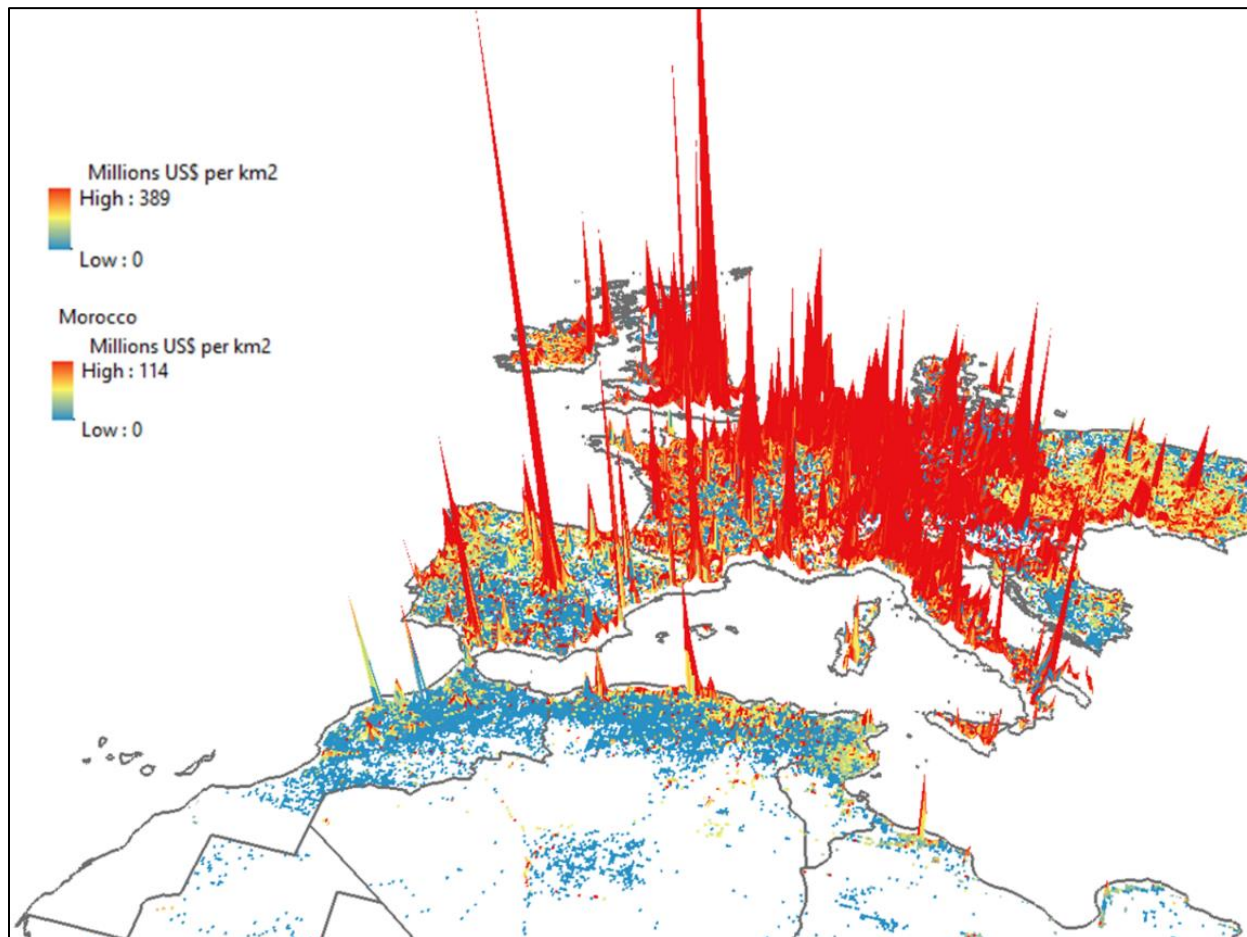 Millions US$ per km2
High : 389
Low : 0
Morocco
Millions US$ per km2
High : 114
Low : 0